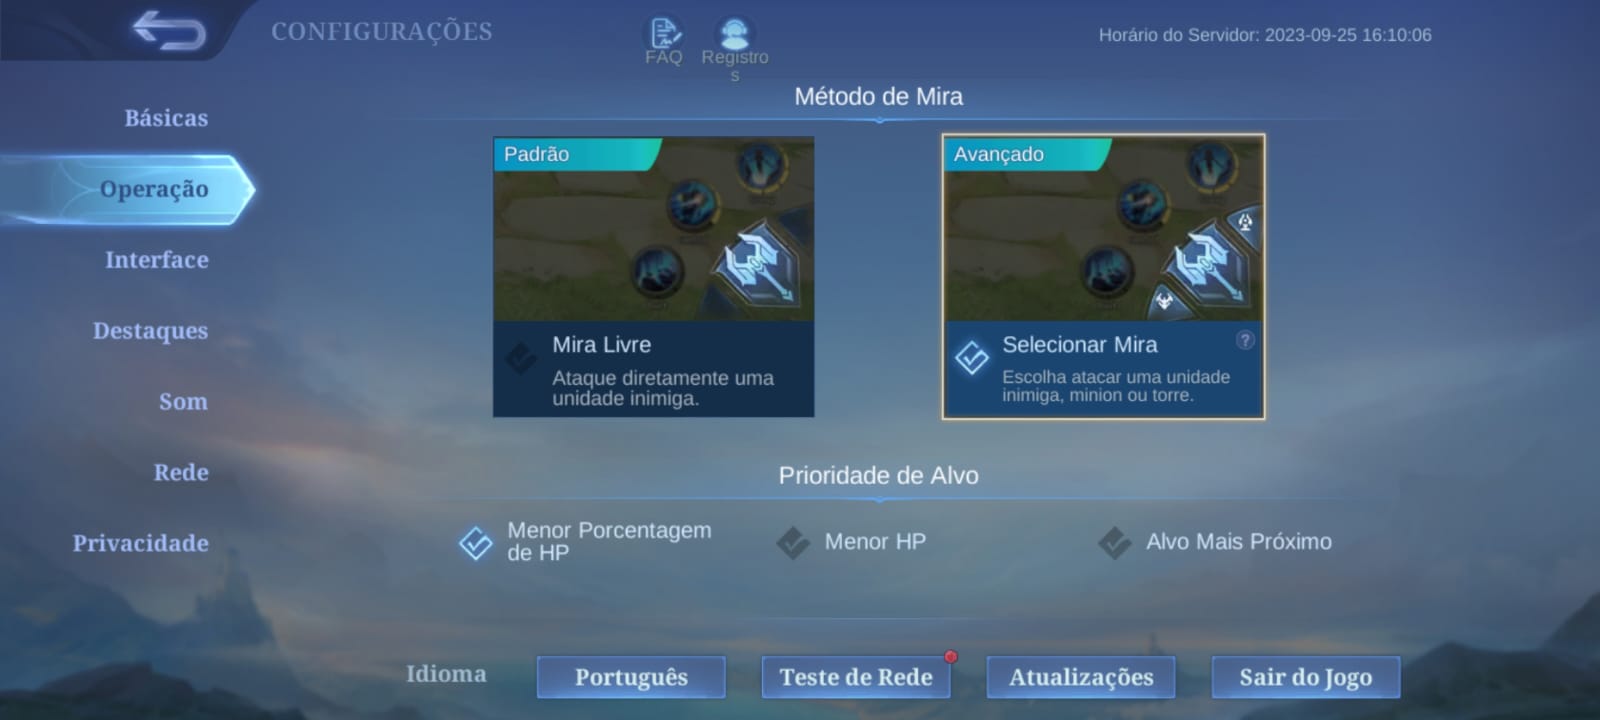 CONFIGURAÇÕES
FAQ
Registro
s
Horário do Servidor: 2023-09-25 16:10:06
Básicas
Operação
Interface
Destaques
Som
Rede
Privacidade
Método de Mira
Padrão
Mira Livre
Ataque diretamente uma
unidade inimiga.
Avançado
Selecionar Mira
?
Escolha atacar uma unidade
inimiga, minion ou torre.
Prioridade de Alvo
Menor Porcentagem
de HP
Menor HP
Alvo Mais Próximo
Idioma
Português
Teste de Rede
Atualizações
Sair do Jogo